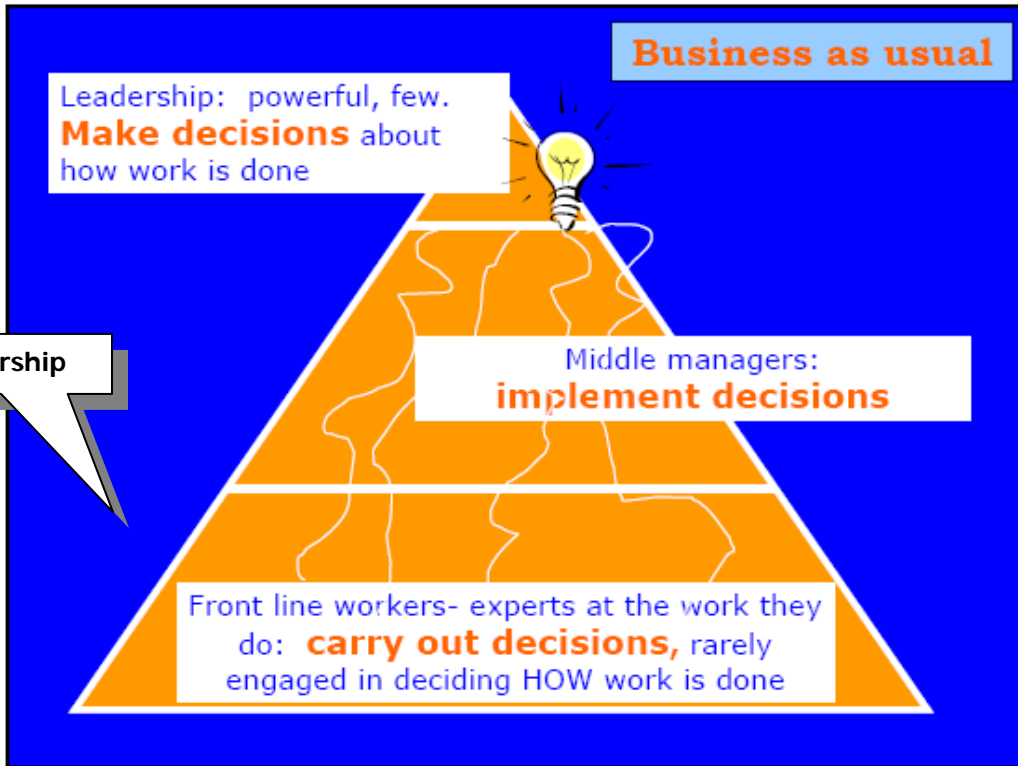 Business as usual
Leadership: powerful, few.
Make decisions about
how work is done
rship
Middle managers:
implement decisions
Front line workers- experts at the work they
do: carry out decisions, rarely
engaged in deciding HOW work is done